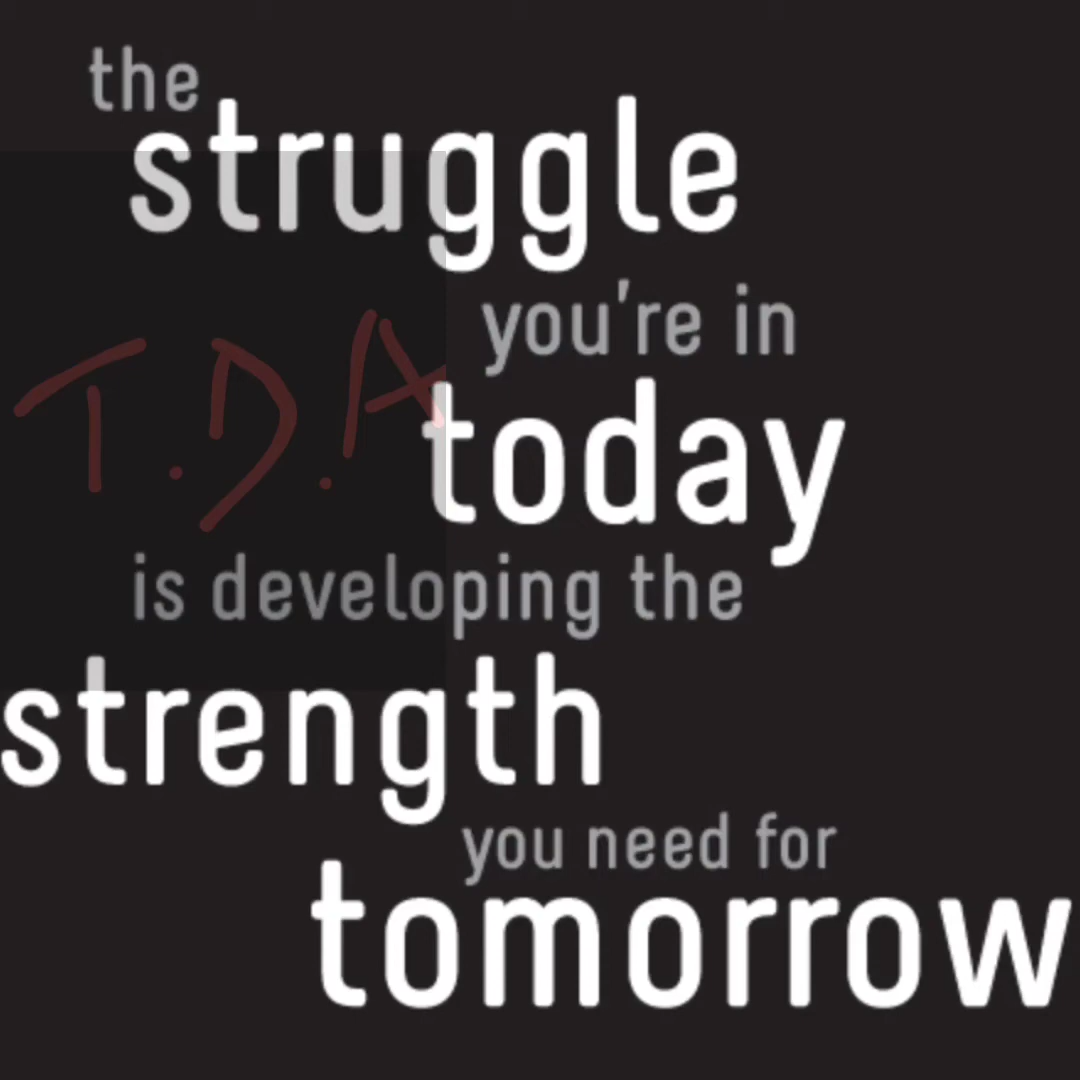 the
struggle
you're in
T.D.A
today
is developing the
strength
you need for
tomorrow